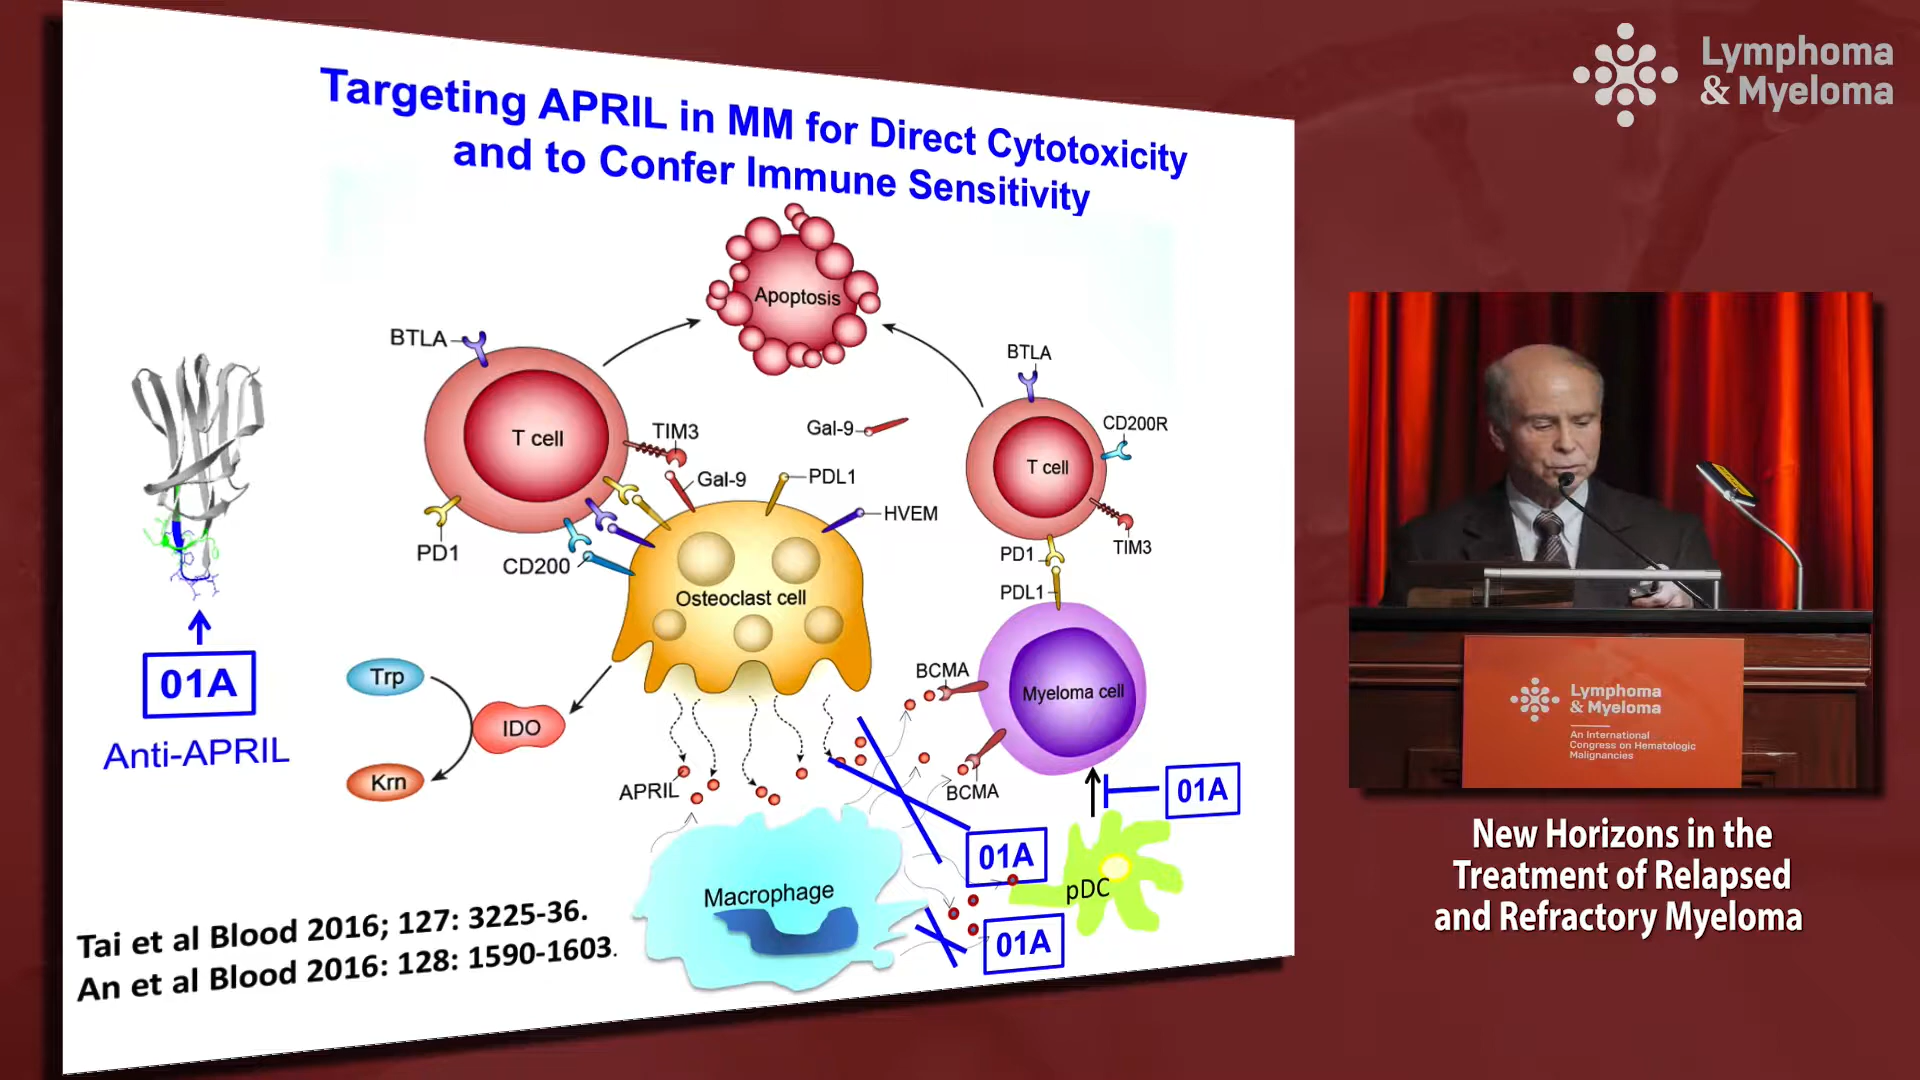 Targeting APRIL in MM for Direct Cytotoxicity
and to Confer Immune Sensitivity
Apoptosis
BTLA
T cell
TIM3
Gal-9
PD1
CD200
Gal-9
PDL1
HVEM
Osteoclast cell
BTLA
CD200R
T cell
TIM3
PD1
PDL1
01A
Anti-APRIL
Trp
IDO
Krn
APRIL
BCMA
Myeloma cell
BCMA
01A
01A
pDC
Macrophage
01A
Tai et al Blood 2016; 127: 3225-36.
An et al Blood 2016: 128: 1590-1603.
Lymphoma
& Myeloma
Lymphoma
& Myeloma
An International
Congress on Hematologic
Malignancies
New Horizons in the
Treatment of Relapsed
and Refractory Myeloma